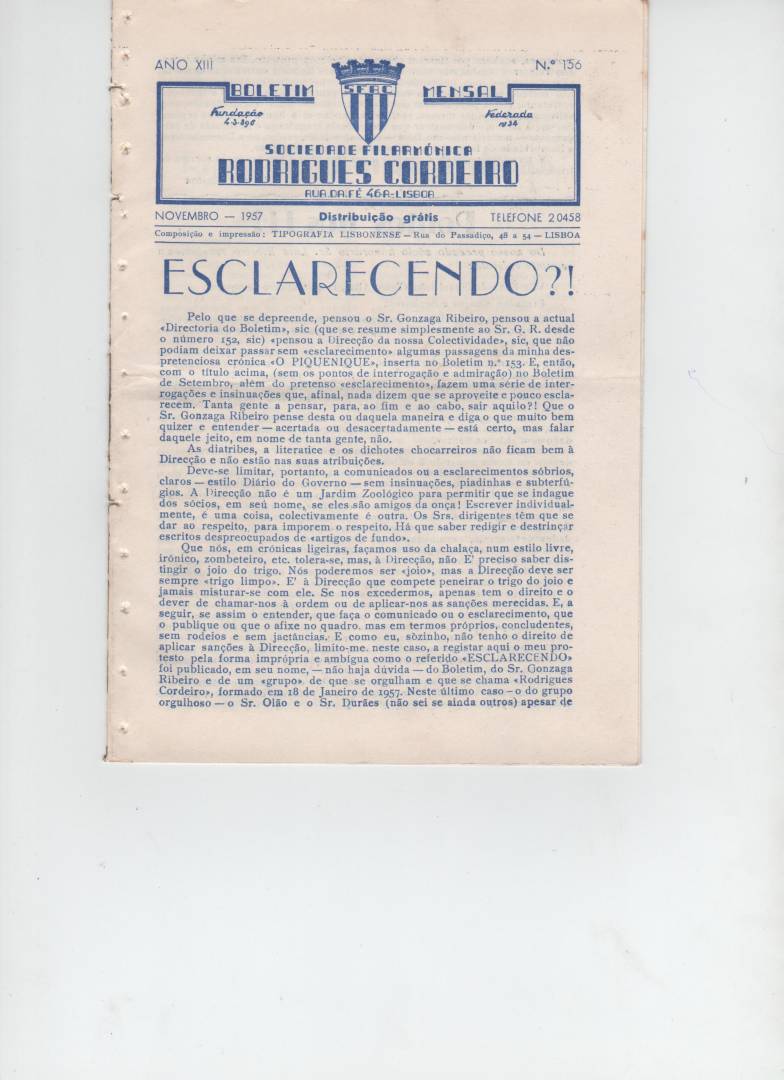 ANO XIII N.º 156
BOLETIM MENSAL
SFRC
Fundação Federada
4-3-896 1934
SOCIEDADE FILARMÓNICA
RODRIGUES CORDEIRO
RUA DA FÉ 46A-LISBOA
NOVEMBRO — 1957 Distribuição grátis TELEFONE 20458
Composição e impressão: TIPOGRAFIA LISBONENSE — Rua do Passadiço, 48 a 54 — LISBOA
ESCLARECENDO?!
Pelo que se depreende, pensou o Sr. Gonzaga Ribeiro, pensou a actual
«Directoria do Boletim», sic (que se resume simplesmente ao Sr. G. R. desde
o número 152, sic) «pensou a Direcção da nossa Colectividade», sic, que não
podiam deixar passar sem «esclarecimento» algumas passagens da minha des-
pretenciosa crónica «O PIQUENIQUE», inserta no Boletim n.º 153. E, então,
com o título acima, (sem os pontos de interrogação e admiração) no Boletim
de Setembro, além do pretenso «esclarecimento», fazem uma série de inter-
rogações e insinuações que, afinal, nada dizem que se aproveite e pouco escla-
recem. Tanta gente a pensar, para, ao fim e ao cabo, sair aquilo?! Que o
Sr. Gonzaga Ribeiro pense desta ou daquela maneira e diga o que muito bem
quizer e entender — acertada ou desacertadamente — está certo, mas falar
daquele jeito, em nome de tanta gente, não.
As diatribes, a literatice e os dichotes chocarreiros não ficam bem à
Direcção e não estão nas suas atribuições.
Deve-se limitar, portanto, a comunicados ou a esclarecimentos sóbrios,
claros — estilo Diário do Governo — sem insinuações, piadinhas e subterfú-
gios. A Direcção não é um Jardim Zoológico para permitir que se indague
dos sócios, em seú nome, se eles são amigos da onça! Escrever individual-
mente, é uma coisa, colectivamente é outra. Os Srs. dirigentes têm que se
dar ao respeito, para imporem o respeito. Há que saber redigir e destrinçar
escritos despreocupados de «artigos de fundo».
Que nós, em crónicas ligeiras, façamos uso da chalaça, num estilo livre,
irónico, zombeteiro, etc. tolera-se, mas, à Direcção, não E' preciso saber dis-
tingir o joio do trigo. Nós poderemos ser «joio», mas a Direcção deve ser
sempre «trigo limpo». E' à Direcção que compete peneirar o trigo do joio e
jamais misturar-se com ele. Se nos excedermos, apenas tem o direito e o
dever de chamar-nos à ordem ou de aplicar-nos as sanções merecidas. E, a
seguir, se assim o entender, que faça o comunicado ou o esclarecimento, que
o publique ou que o afixe no quadro. mas em termos próprios, concludentes,
sem rodeios e sem jactâncias. E como eu, sòzinho, não tenho o direito de
aplicar sanções à Direcção, limito-me. neste caso, a registar aqui o meu pro-
testo pela forma imprópria e ambígua como o referido «ESCLARECENDO»
foi publicado, em seu nome, — não haja dúvida — do Boletim, do Sr. Gonzaga
Ribeiro e de um «grupo» de que se orgulham e que se chama «Rodrigues
Cordeiro», formado em 18 de Janeiro de 1957. Neste último caso – o do grupo
orgulhoso — o Sr. Olão e o Sr. Durães (não sei se ainda outros) apesar de